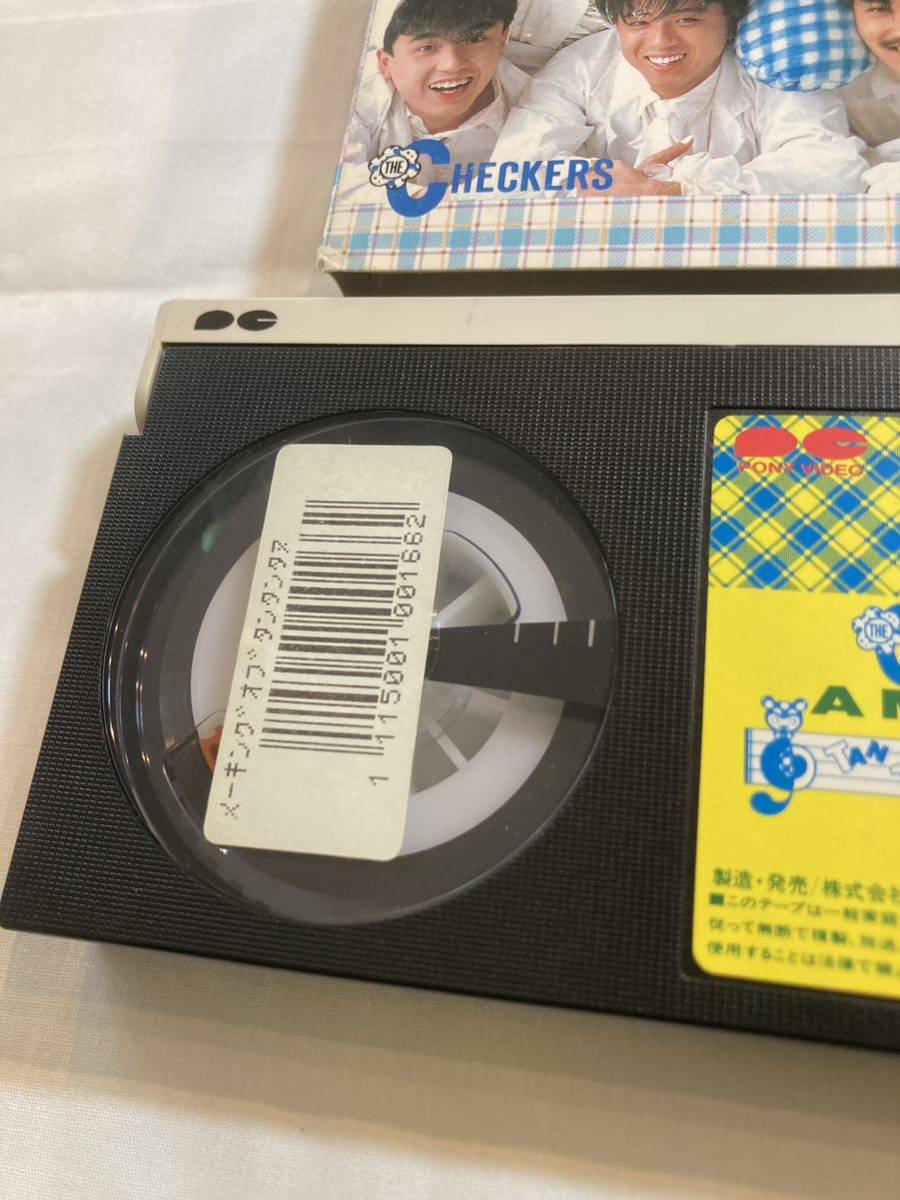 THE CHECKERS
PC
PC
PONY VIDEO
メーキング オブ タンタンタヌ
1 115001 001662
THE
TAN
製造・発売/株式会社
■このテープは一般家庭
従って無断で複製、放送、
使用することは法律で禁